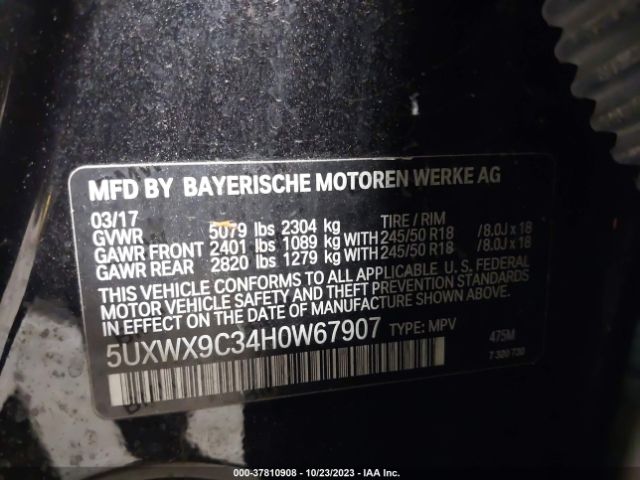 MFD BY BAYERISCHE MOTOREN WERKE AG
03/17 TIRE / RIM
GVWR 5079 lbs 2304 kg
GAWR FRONT 2401 lbs 1089 kg WITH 245/50 R18 /8.0J x 18
GAWR REAR 2820 lbs 1279 kg WITH 245/50 R18 /8.0J x 18
THIS VEHICLE CONFORMS TO ALL APPLICABLE U. S. FEDERAL
MOTOR VEHICLE SAFETY AND THEFT PREVENTION STANDARDS
IN EFFECT ON THE DATE OF MANUFACTURE SHOWN ABOVE.
5UXWX9C34H0W67907 TYPE: MPV 475M
7 320 730
000-37810908 - 10/23/2023 - IAA Inc.